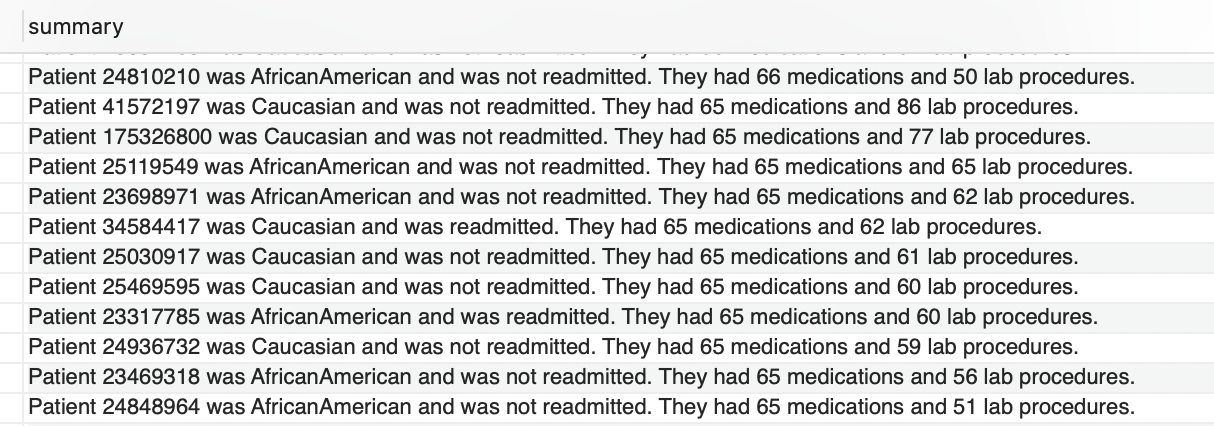 summary
Patient 24810210 was AfricanAmerican and was not readmitted. They had 66 medications and 50 lab procedures.
Patient 41572197 was Caucasian and was not readmitted. They had 65 medications and 86 lab procedures.
Patient 175326800 was Caucasian and was not readmitted. They had 65 medications and 77 lab procedures.
Patient 25119549 was AfricanAmerican and was not readmitted. They had 65 medications and 65 lab procedures.
Patient 23698971 was AfricanAmerican and was not readmitted. They had 65 medications and 62 lab procedures.
Patient 34584417 was Caucasian and was readmitted. They had 65 medications and 62 lab procedures.
Patient 25030917 was Caucasian and was not readmitted. They had 65 medications and 61 lab procedures.
Patient 25469595 was Caucasian and was not readmitted. They had 65 medications and 60 lab procedures.
Patient 23317785 was AfricanAmerican and was readmitted. They had 65 medications and 60 lab procedures.
Patient 24936732 was Caucasian and was not readmitted. They had 65 medications and 59 lab procedures.
Patient 23469318 was AfricanAmerican and was not readmitted. They had 65 medications and 56 lab procedures.
Patient 24848964 was AfricanAmerican and was not readmitted. They had 65 medications and 51 lab procedures.